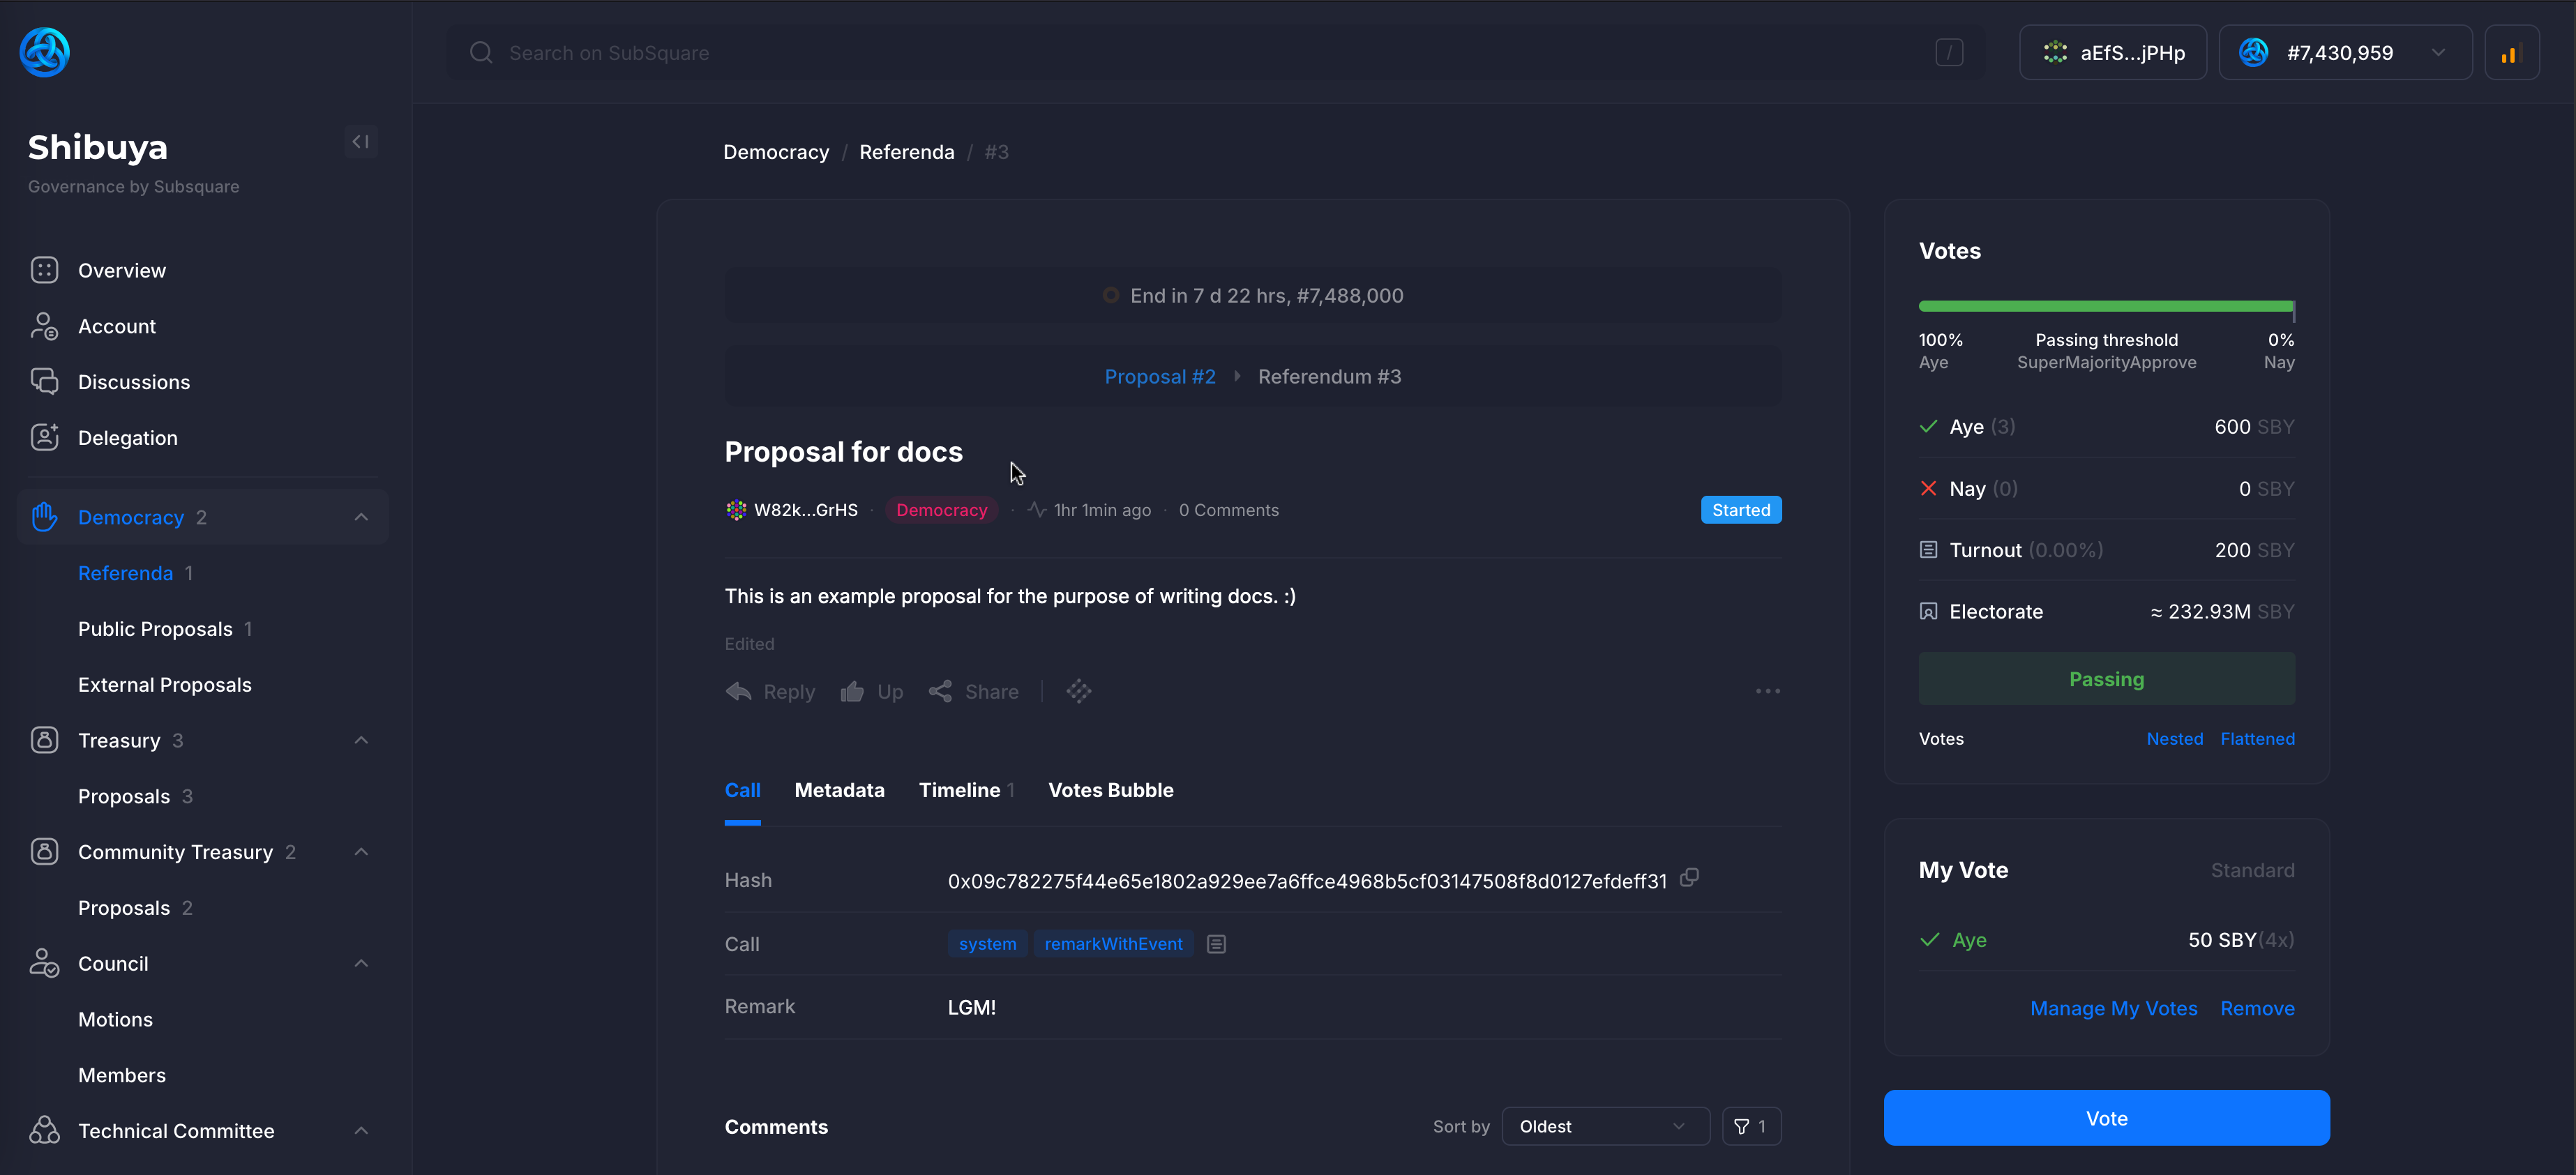 Search on SubSquare
/
aEfS...jPHp
#7,430,959
Shibuya
Governance by Subsquare
Overview
Account
Discussions
Delegation
Democracy 2
Referenda 1
Public Proposals 1
External Proposals
Treasury 3
Proposals 3
Community Treasury 2
Proposals 2
Council
Motions
Members
Technical Committee
Democracy / Referenda / #3
End in 7 d 22 hrs, #7,488,000
Proposal #2 Referendum #3
Proposal for docs
W82k...GrHS · Democracy · 1hr 1min ago · 0 Comments
Started
This is an example proposal for the purpose of writing docs. :)
Edited
Reply Up Share
Call Metadata Timeline 1 Votes Bubble
Hash 0x09c782275f44e65e1802a929ee7a6ffce4968b5cf03147508f8d0127efdeff31
Call system remarkWithEvent
Remark LGM!
Comments
Sort by Oldest 1
Votes
100% Passing threshold 0%
Aye SuperMajorityApprove Nay
Aye (3) 600 SBY
Nay (0) 0 SBY
Turnout (0.00%) 200 SBY
Electorate ≈ 232.93M SBY
Passing
Votes Nested Flattened
My Vote Standard
Aye 50 SBY(4x)
Manage My Votes Remove
Vote